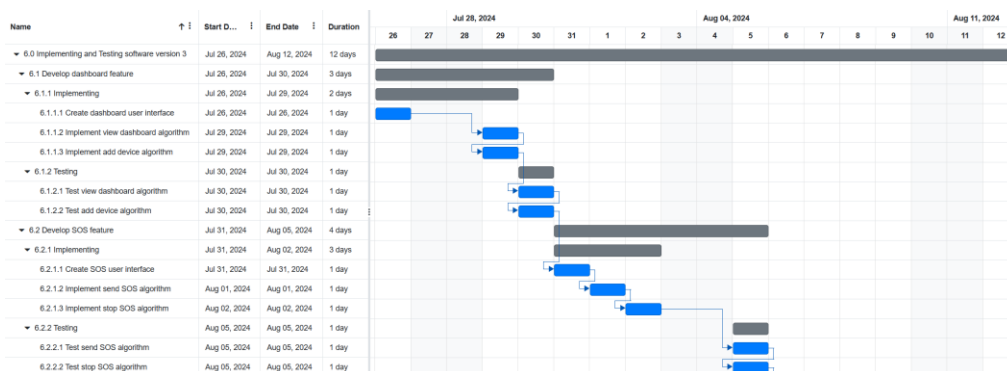 Jul 28, 2024 Aug 04, 2024 Aug 11, 2024
Name Start D... End Date Duration 26 27 28 29 30 31 1 2 3 4 5 6 7 8 9 10 11 12
6.0 Implementing and Testing software version 3 Jul 26, 2024 Aug 12, 2024 12 days
6.1 Develop dashboard feature Jul 26, 2024 Jul 30, 2024 3 days
6.1.1 Implementing Jul 26, 2024 Jul 29, 2024 2 days
6.1.1.1 Create dashboard user interface Jul 26, 2024 Jul 26, 2024 1 day
6.1.1.2 Implement view dashboard algorithm Jul 29, 2024 Jul 29, 2024 1 day
6.1.1.3 Implement add device algorithm Jul 29, 2024 Jul 29, 2024 1 day
6.1.2 Testing Jul 30, 2024 Jul 30, 2024 1 day
6.1.2.1 Test view dashboard algorithm Jul 30, 2024 Jul 30, 2024 1 day
6.1.2.2 Test add device algorithm Jul 30, 2024 Jul 30, 2024 1 day
6.2 Develop SOS feature Jul 31, 2024 Aug 05, 2024 4 days
6.2.1 Implementing Jul 31, 2024 Aug 02, 2024 3 days
6.2.1.1 Create SOS user interface Jul 31, 2024 Jul 31, 2024 1 day
6.2.1.2 Implement send SOS algorithm Aug 01, 2024 Aug 01, 2024 1 day
6.2.1.3 Implement stop SOS algorithm Aug 02, 2024 Aug 02, 2024 1 day
6.2.2 Testing Aug 05, 2024 Aug 05, 2024 1 day
6.2.2.1 Test send SOS algorithm Aug 05, 2024 Aug 05, 2024 1 day
6.2.2.2 Test stop SOS algorithm Aug 05, 2024 Aug 05, 2024 1 day